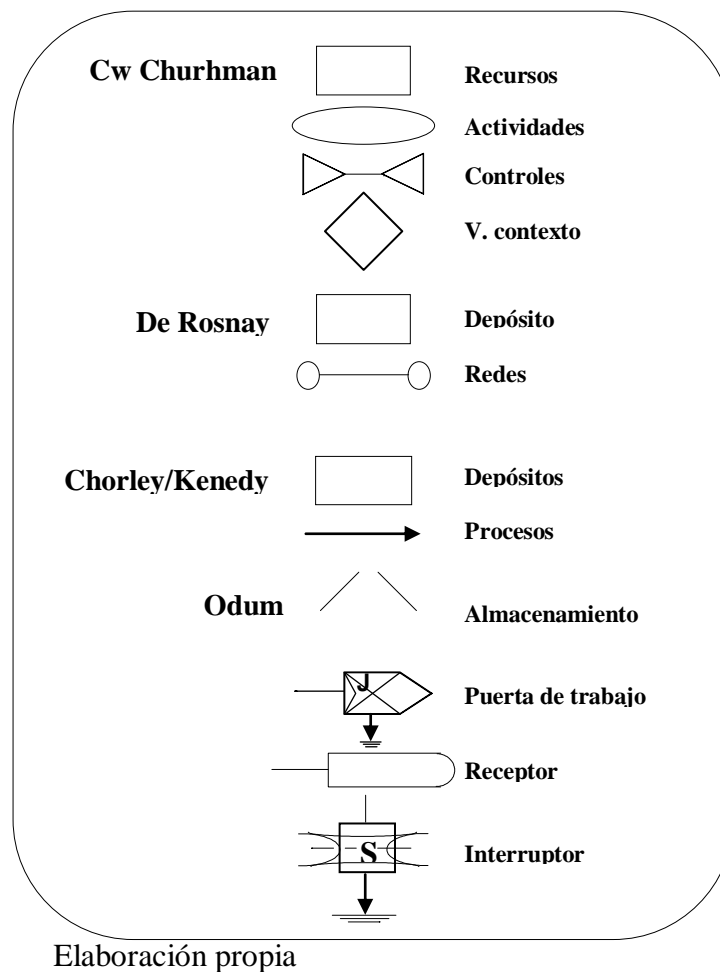 Cw Churhman
Recursos
Actividades
Controles
V. contexto
De Rosnay
Depósito
Redes
Chorley/Kenedy
Depósitos
Procesos
Odum
Almacenamiento
J
Puerta de trabajo
Receptor
S
Interruptor
Elaboración propia